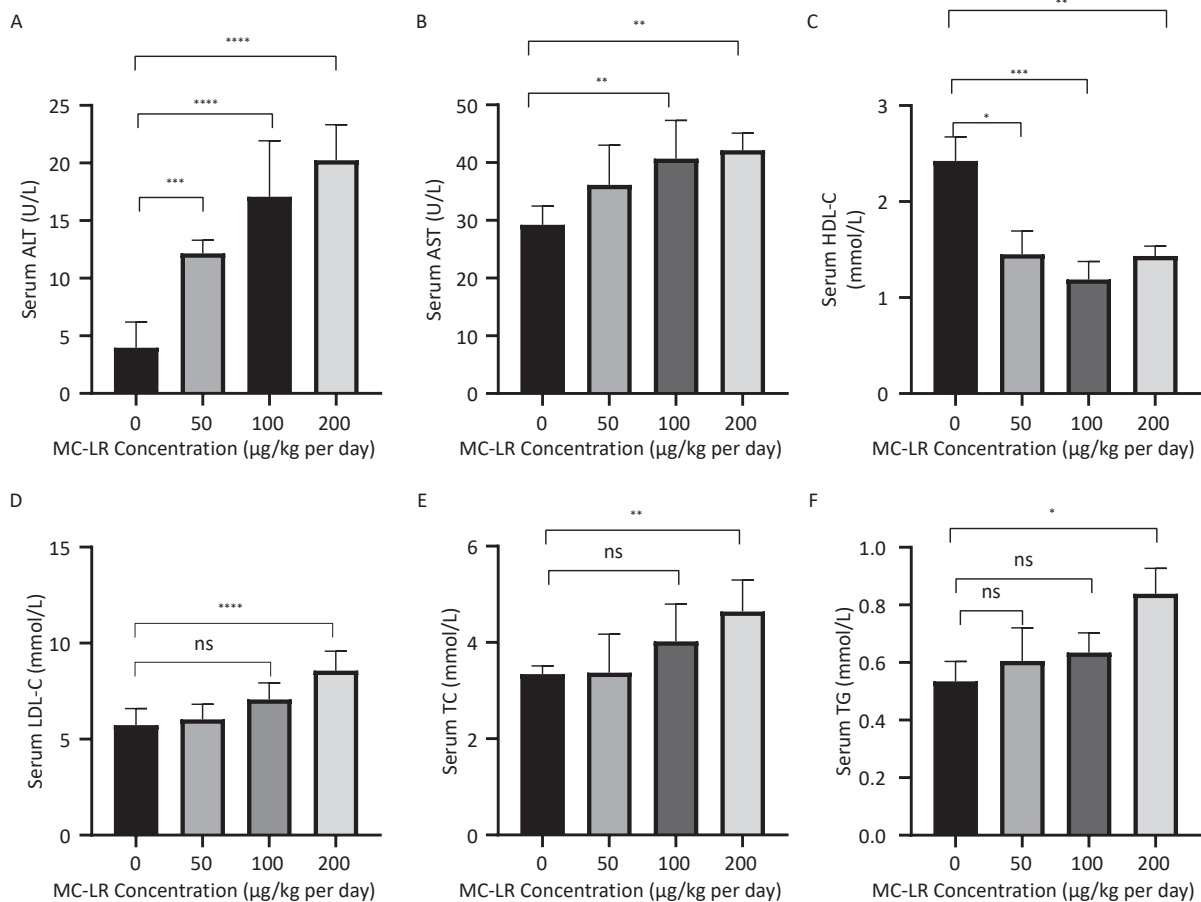 A
****
****
***
25
20
15
10
5
0
Serum ALT (U/L)
0 50 100 200
MC-LR Concentration (µg/kg per day)
B
**
**
50
40
30
20
10
0
Serum AST (U/L)
0 50 100 200
MC-LR Concentration (µg/kg per day)
C
**
***
*
3
2
1
0
Serum HDL-C
(mmol/L)
0 50 100 200
MC-LR Concentration (µg/kg per day)
D
****
ns
15
10
5
0
Serum LDL-C (mmol/L)
0 50 100 200
MC-LR Concentration (µg/kg per day)
E
**
ns
6
4
2
0
Serum TC (mmol/L)
0 50 100 200
MC-LR Concentration (µg/kg per day)
F
*
ns
ns
1.0
0.8
0.6
0.4
0.2
0.0
Serum TG (mmol/L)
0 50 100 200
MC-LR Concentration (µg/kg per day)